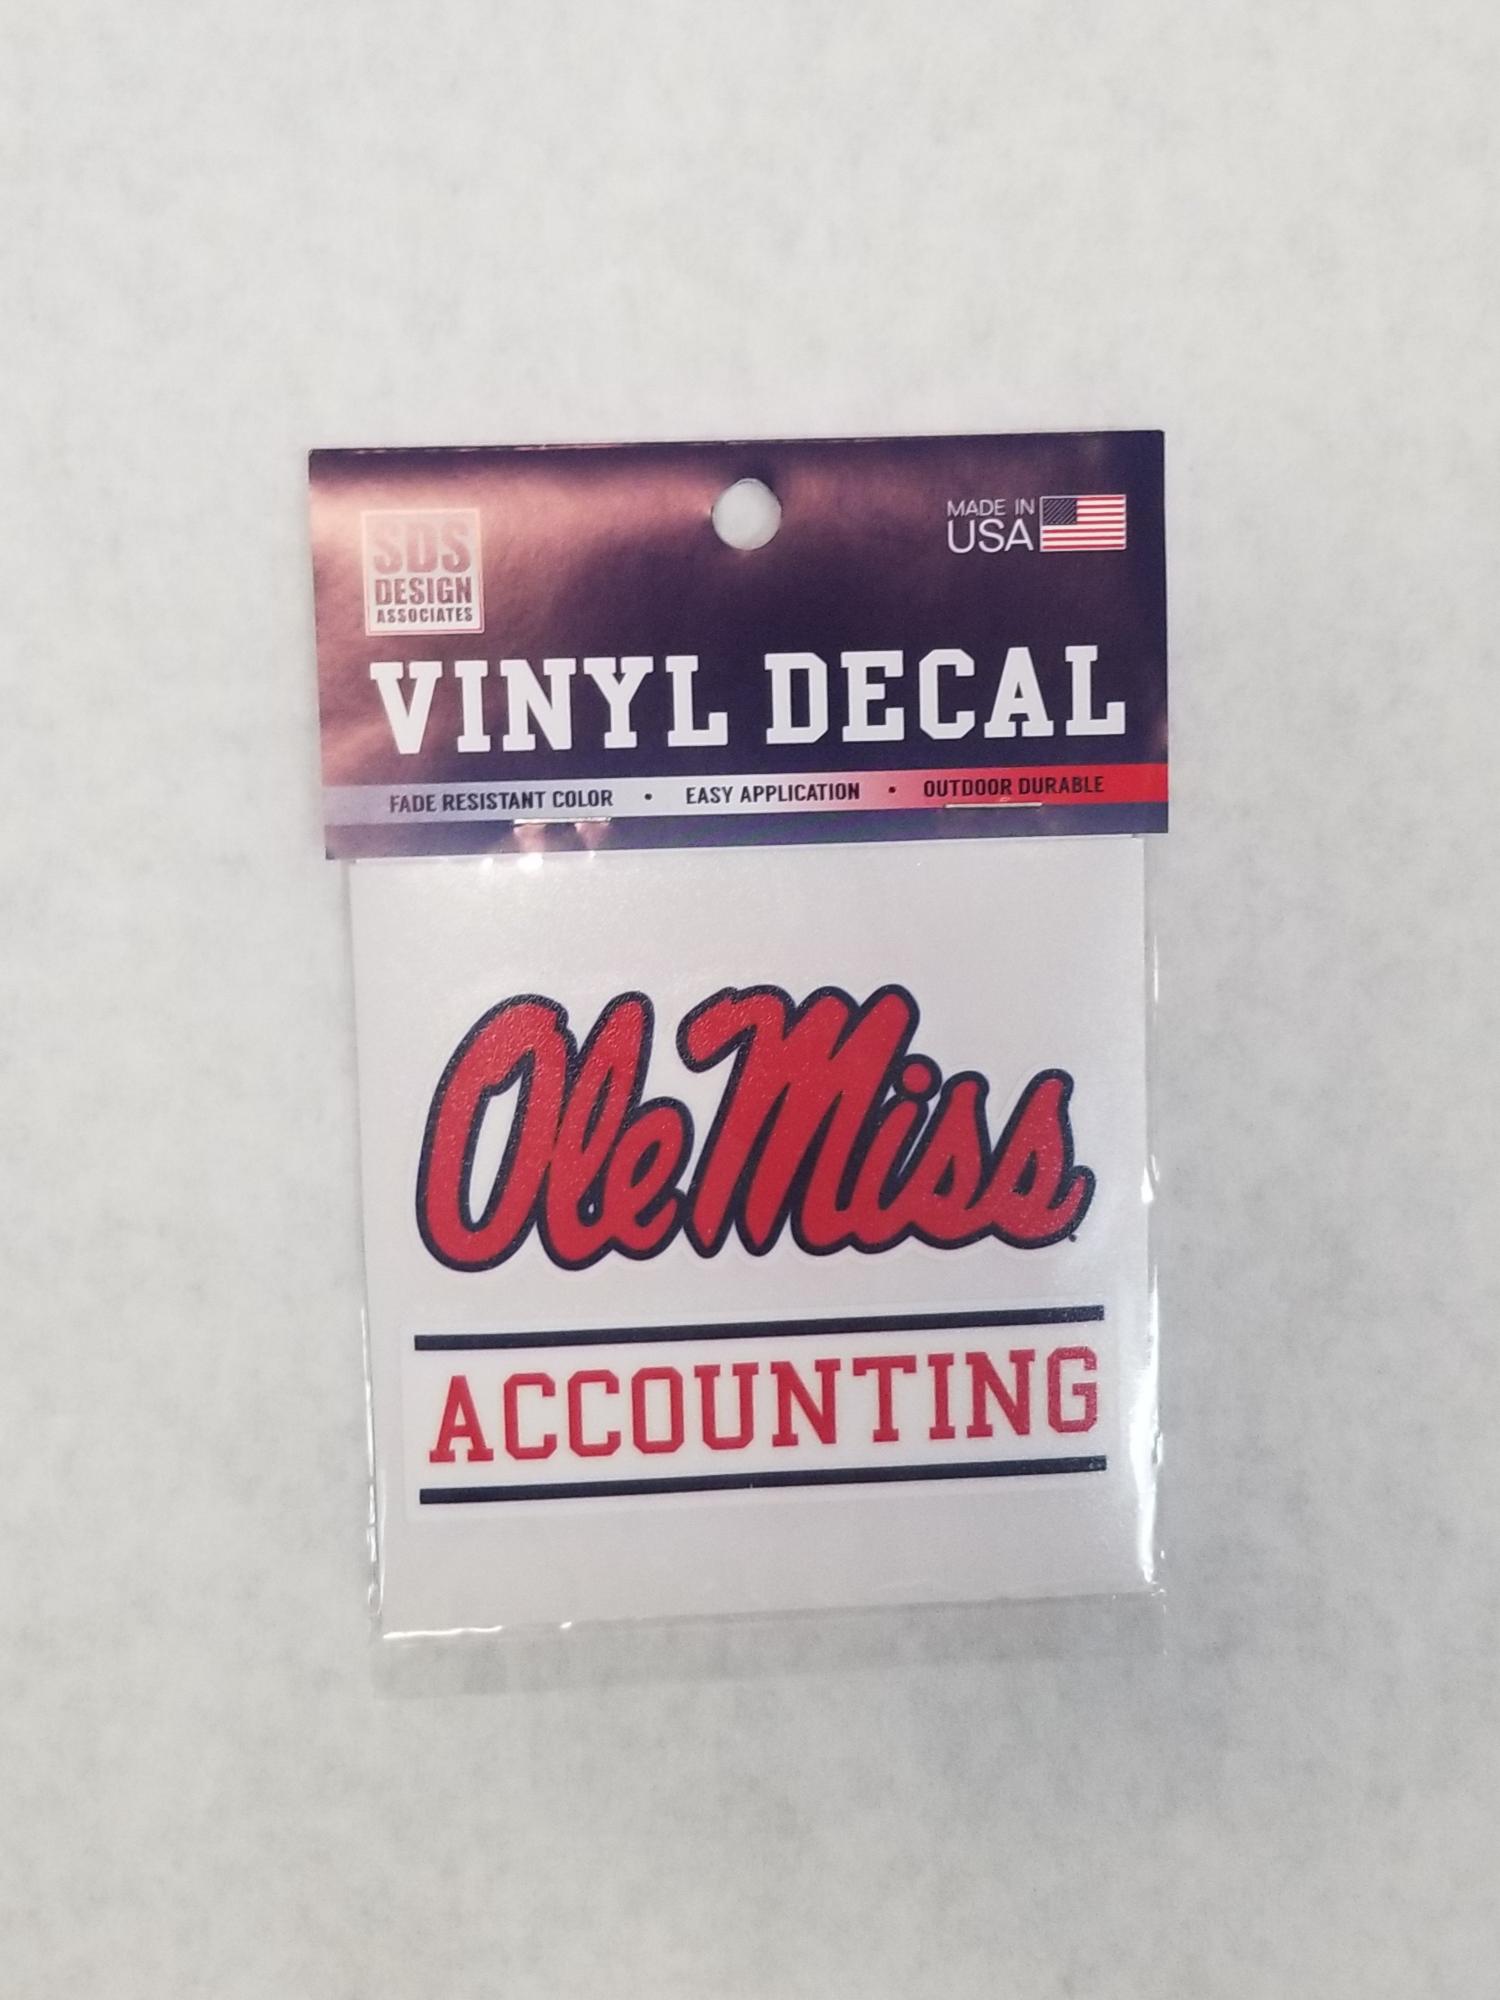 MADE IN
USA
SDS
DESIGN
ASSOCIATES
VINYL DECAL
FADE RESISTANT COLOR • EASY APPLICATION • OUTDOOR DURABLE
Ole Miss
ACCOUNTING